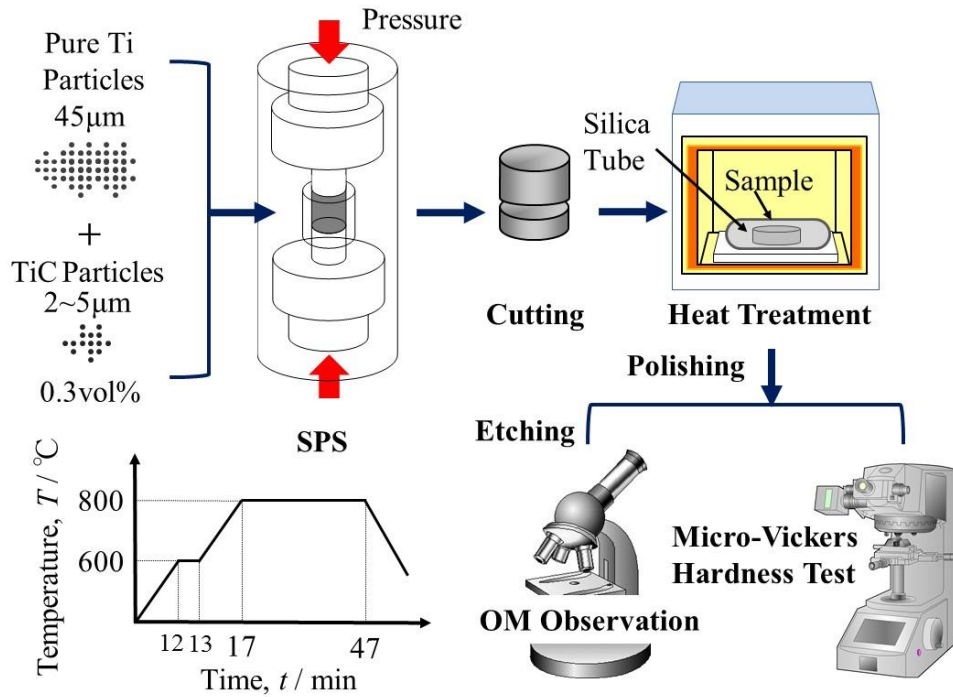 Pressure
Pure Ti
Particles
45μm
+
TiC Particles
2~5μm
0.3vol%
SPS
Cutting
Silica
Tube
Sample
Heat Treatment
Polishing
Etching
OM Observation
Micro-Vickers
Hardness Test
Temperature, T / ℃
800
600
12 13 17 47
Time, t / min